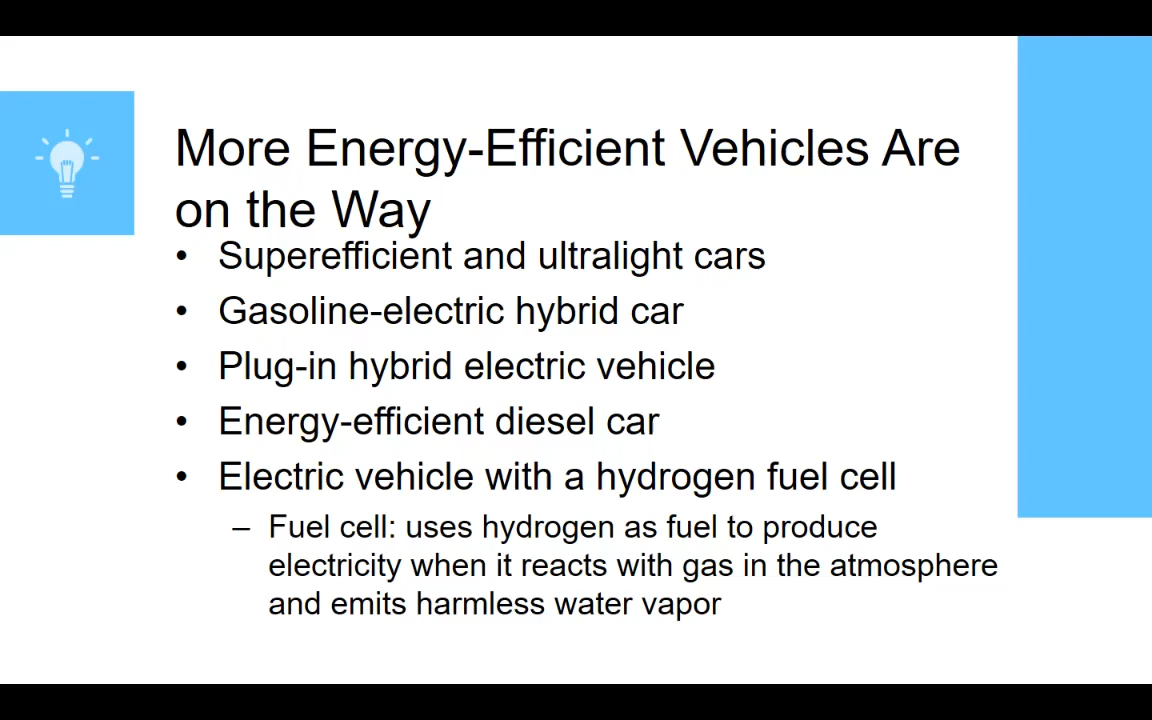 More Energy-Efficient Vehicles Are
on the Way
• Superefficient and ultralight cars
• Gasoline-electric hybrid car
• Plug-in hybrid electric vehicle
• Energy-efficient diesel car
• Electric vehicle with a hydrogen fuel cell
– Fuel cell: uses hydrogen as fuel to produce
electricity when it reacts with gas in the atmosphere
and emits harmless water vapor